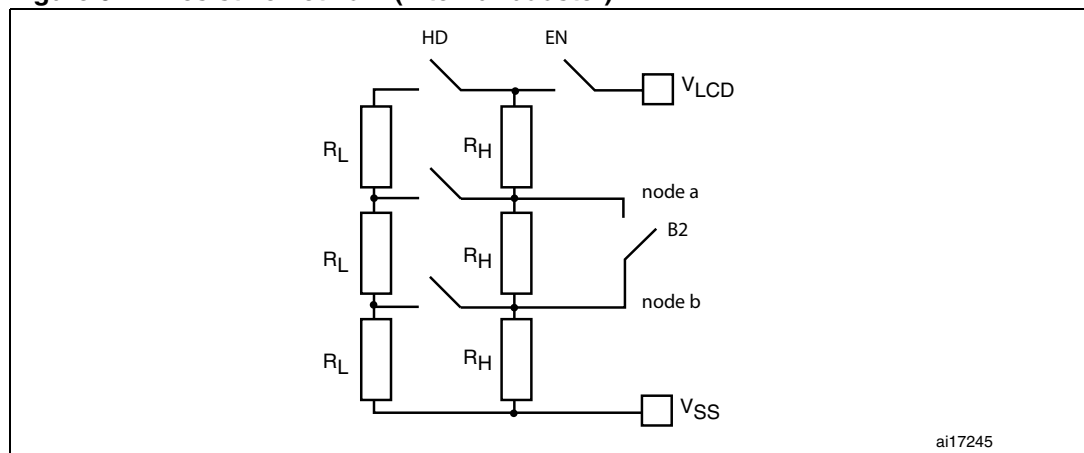 HD EN
VLCD
RL RH
node a
B2
RL RH
node b
RL RH
VSS
ai17245